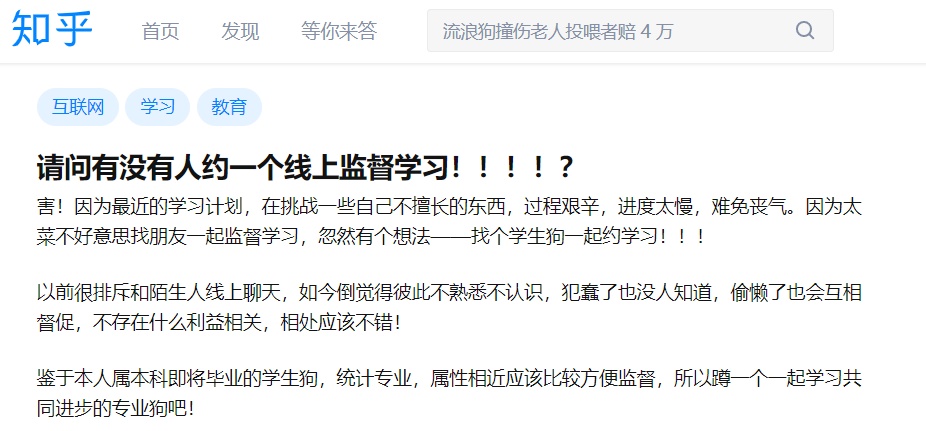 知乎 首页 发现 等你来答 流浪狗撞伤老人投喂者赔 4 万
互联网 学习 教育
请问有没有人约一个线上监督学习！！！！！？
害！因为最近的学习计划，在挑战一些自己不擅长的东西，过程艰辛，进度太慢，难免丧气。因为太
菜不好意思找朋友一起监督学习，忽然有个想法——找个学生狗一起约学习！！！
以前很排斥和陌生人线上聊天，如今倒觉得彼此不熟悉不认识，犯蠢了也没人知道，偷懒了也会互相
督促，不存在什么利益相关，相处应该不错！
鉴于本人属本科即将毕业的学生狗，统计专业，属性相近应该比较方便监督，所以蹲一个一起学习共
同进步的专业狗吧！